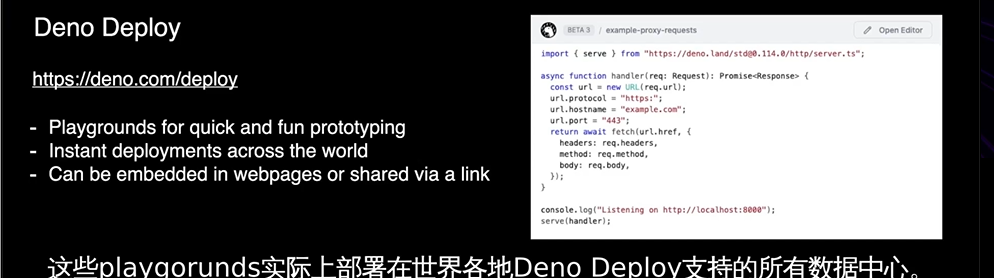 Deno Deploy
https://deno.com/deploy
- Playgrounds for quick and fun prototyping
- Instant deployments across the world
- Can be embedded in webpages or shared via a link
BETA 3 / example-proxy-requests
Open Editor
import { serve } from "https://deno.land/std@0.114.0/http/server.ts";
async function handler(req: Request): Promise<Response> {
  const url = new URL(req.url);
  url.protocol = "https:";
  url.hostname = "example.com";
  url.port = "443";
  return await fetch(url.href, {
    headers: req.headers,
    method: req.method,
    body: req.body,
  });
}
console.log("Listening on http://localhost:8000");
serve(handler);
这些playgorunds实际上部署在世界各地Deno Deploy支持的所有数据中心。